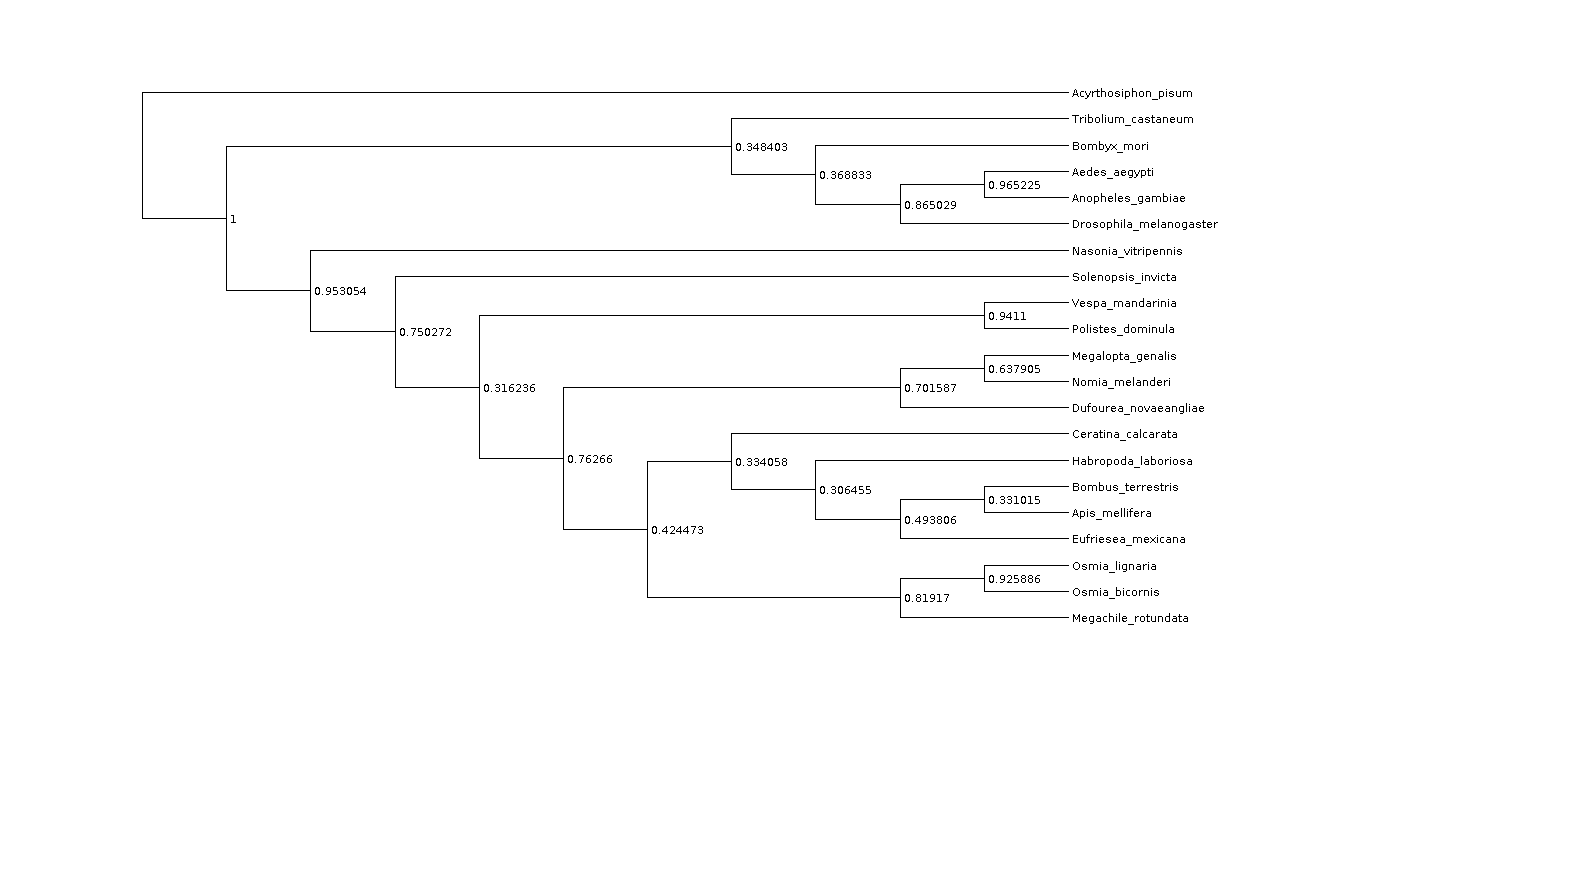 Acyrthosiphon_pisum
Tribolium_castaneum
0.348403
Bombyx_mori
0.368833
Aedes_aegypti
0.965225
Anopheles_gambiae
0.865029
Drosophila_melanogaster
1
Nasonia_vitripennis
0.953054
Solenopsis_invicta
0.750272
Vespa_mandarinia
0.9411
Polistes_dominula
0.316236
Megalopta_genalis
0.637905
Nomia_melanderi
0.701587
Dufourea_novaeangliae
0.76266
Ceratina_calcarata
0.334058
Habropoda_laboriosa
0.306455
Bombus_terrestris
0.331015
Apis_mellifera
0.493806
0.424473
Eufriesea_mexicana
Osmia_lignaria
0.925886
Osmia_bicornis
0.81917
Megachile_rotundata